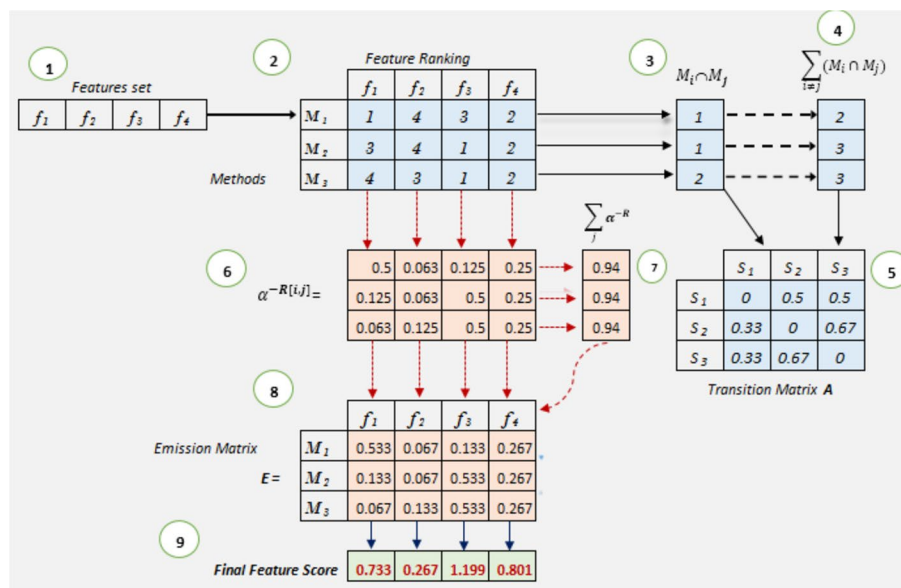 1
Features set
f1 f2 f3 f4
2
Feature Ranking
f1 f2 f3 f4
M1 1 4 3 2
M2 3 4 1 2
M3 4 3 1 2
Methods
3
Mi∩Mj
1
1
2
4
∑i≠j(Mi ∩ Mj)
2
3
3
5
S1 S2 S3
S1 0 0.5 0.5
S2 0.33 0 0.67
S3 0.33 0.67 0
Transition Matrix A
6
α^-R[i,j]=
0.5 0.063 0.125 0.25
0.125 0.063 0.5 0.25
0.063 0.125 0.5 0.25
7
∑j α^-R
0.94
0.94
0.94
8
Emission Matrix
E =
f1 f2 f3 f4
M1 0.533 0.067 0.133 0.267
M2 0.133 0.067 0.533 0.267
M3 0.067 0.133 0.533 0.267
9
Final Feature Score 0.733 0.267 1.199 0.801